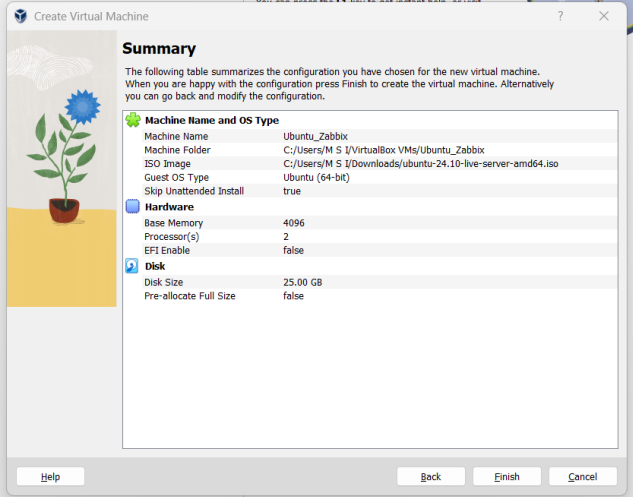 Create Virtual Machine
?
Summary
The following table summarizes the configuration you have chosen for the new virtual machine.
When you are happy with the configuration press Finish to create the virtual machine. Alternatively
you can go back and modify the configuration.
Machine Name and OS Type
Machine Name Ubuntu_Zabbix
Machine Folder C:/Users/M S I/VirtualBox VMs/Ubuntu_Zabbix
ISO Image C:/Users/M S I/Downloads/ubuntu-24.10-live-server-amd64.iso
Guest OS Type Ubuntu (64-bit)
Skip Unattended Install true
Hardware
Base Memory 4096
Processor(s) 2
EFI Enable false
Disk
Disk Size 25.00 GB
Pre-allocate Full Size false
Help Back Finish Cancel